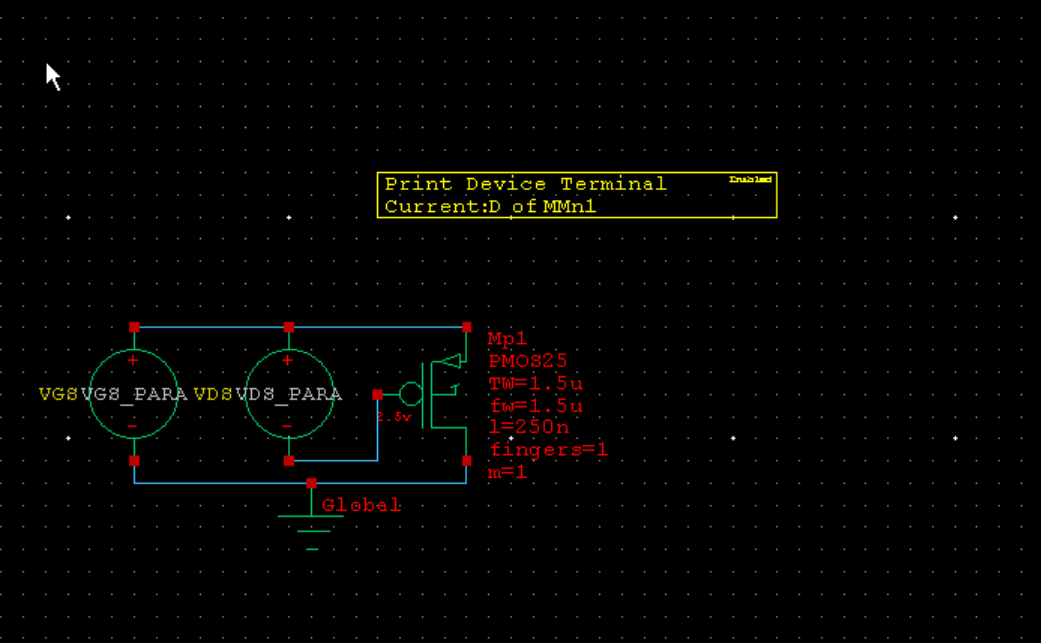 Print Device Terminal
Enabled
Current:D of MMn1
Mp1
PMOS25
TW=1.5u
fw=1.5u
l=250n
fingers=1
m=1
VGS VGS_PARA
VDS VDS_PARA
2.5v
Global